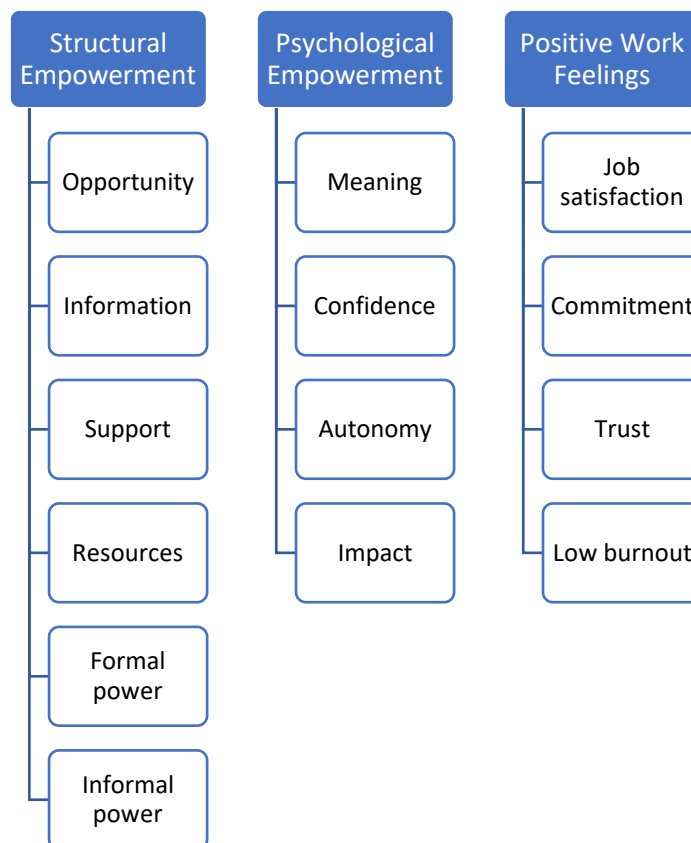 Structural
Empowerment
Opportunity
Information
Support
Resources
Formal
power
Informal
power
Psychological
Empowerment
Meaning
Confidence
Autonomy
Impact
Positive Work
Feelings
Job
satisfaction
Commitment
Trust
Low burnout